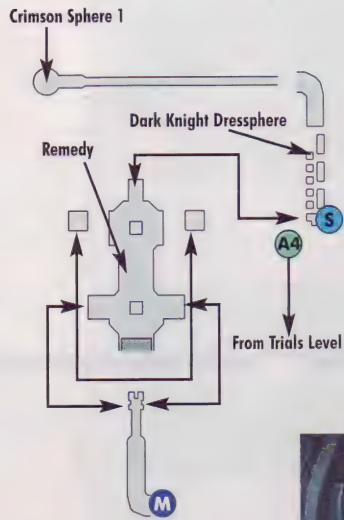 Crimson Sphere 1
Dark Knight Dressphere
Remedy
S
A4
From Trials Level
M